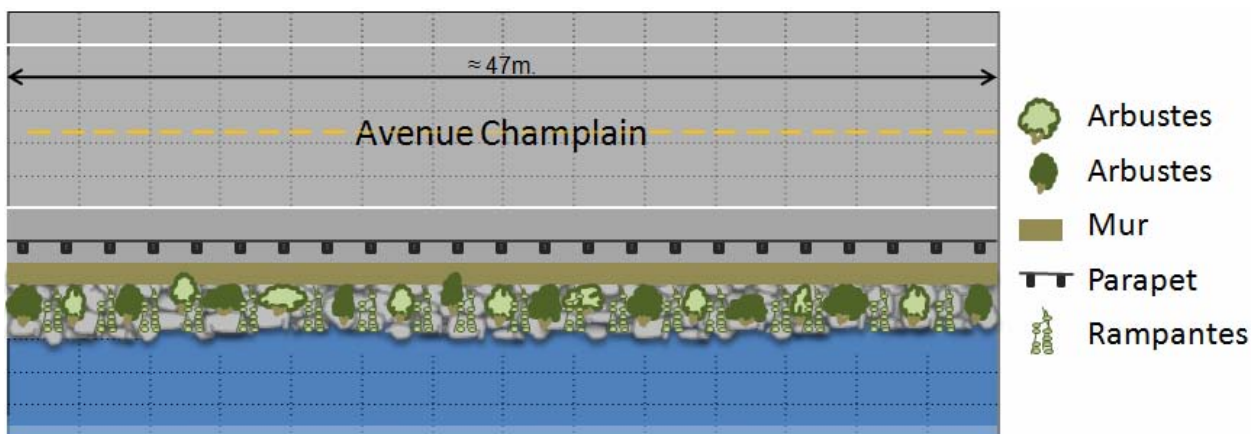 ≈ 47m.
Avenue Champlain
Arbustes
Arbustes
Mur
Parapet
Rampantes